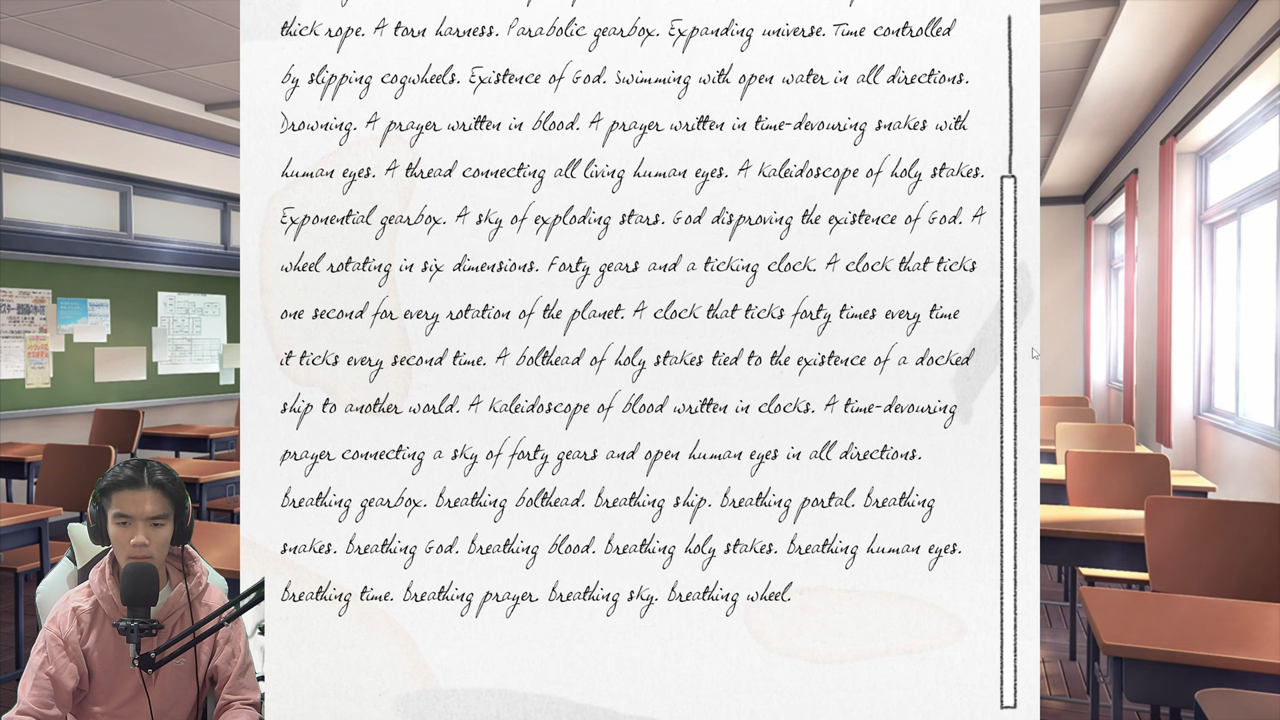 thick rope. A torn harness. Parabolic gearbox. Expanding universe. Time controlled
by slipping cogwheels. Existence of God. Swimming with open water in all directions.
Drowning. A prayer written in blood. A prayer written in time-devouring snakes with
human eyes. A thread connecting all living human eyes. A kaleidoscope of holy stakes.
Exponential gearbox. A sky of exploding stars. God disproving the existence of God. A
wheel rotating in six dimensions. Forty gears and a ticking clock. A clock that ticks
one second for every rotation of the planet. A clock that ticks forty times every time
it ticks every second time. A bolthead of holy stakes tied to the existence of a docked
ship to another world. A kaleidoscope of blood written in clocks. A time-devouring
prayer connecting a sky of forty gears and open human eyes in all directions.
Breathing gearbox. Breathing bolthead. Breathing ship. Breathing portal. Breathing
snakes. Breathing God. Breathing blood. Breathing holy stakes. Breathing human eyes.
Breathing time. Breathing prayer. Breathing sky. Breathing wheel.